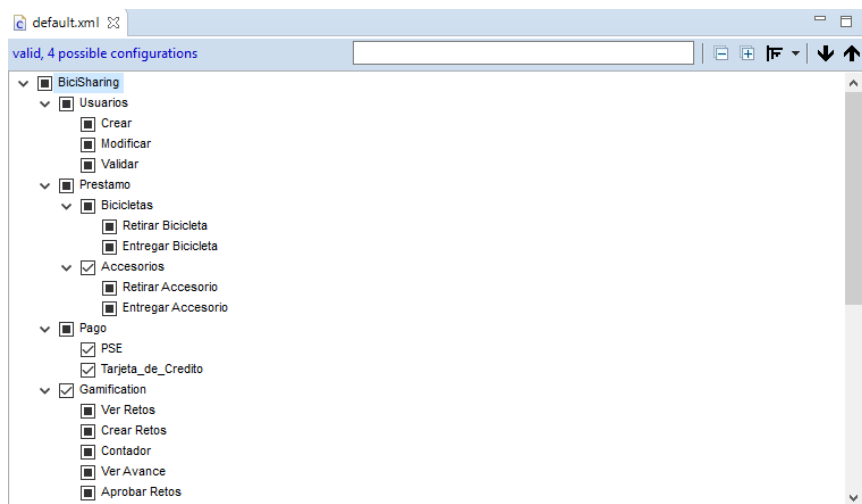 default.xml
valid, 4 possible configurations
BiciSharing
Usuarios
Crear
Modificar
Validar
Prestamo
Bicicletas
Retirar Bicicleta
Entregar Bicicleta
Accesorios
Retirar Accesorio
Entregar Accesorio
Pago
PSE
Tarjeta_de_Credito
Gamification
Ver Retos
Crear Retos
Contador
Ver Avance
Aprobar Retos